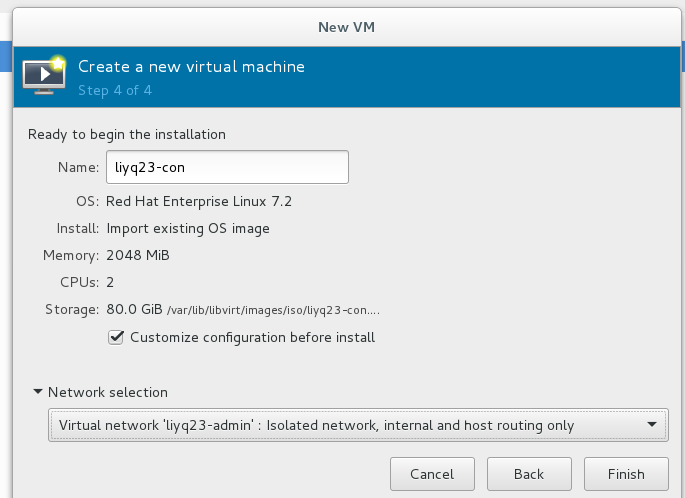 New VM
Create a new virtual machine
Step 4 of 4
Ready to begin the installation
Name: liyq23-con
OS: Red Hat Enterprise Linux 7.2
Install: Import existing OS image
Memory: 2048 MiB
CPUs: 2
Storage: 80.0 GiB /var/lib/libvirt/images/iso/liyq23-con....
Customize configuration before install
Network selection
Virtual network 'liyq23-admin' : Isolated network, internal and host routing only
Cancel Back Finish